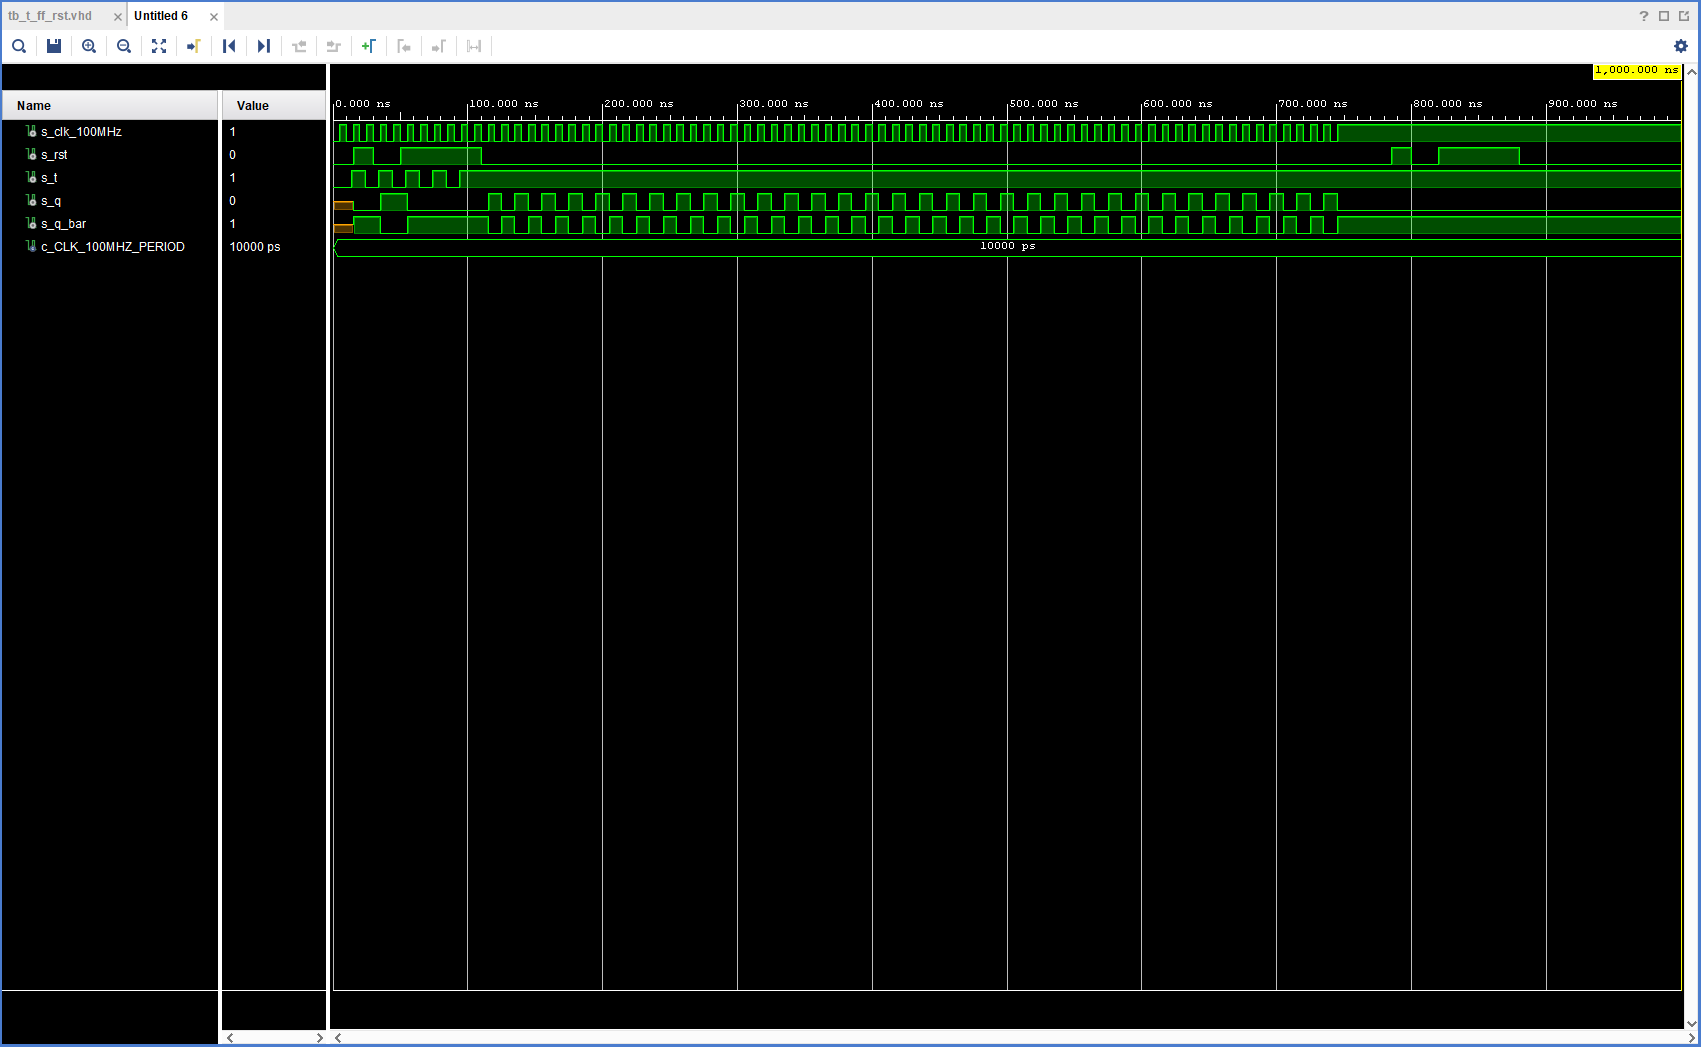 tb_t_ff_rst.vhd
Untitled 6
1,000.000 ns
Name Value
0.000 ns 100.000 ns 200.000 ns 300.000 ns 400.000 ns 500.000 ns 600.000 ns 700.000 ns 800.000 ns 900.000 ns
s_clk_100MHz 1
s_rst 0
s_t 1
s_q 0
s_q_bar 1
c_CLK_100MHZ_PERIOD 10000 ps 10000 ps